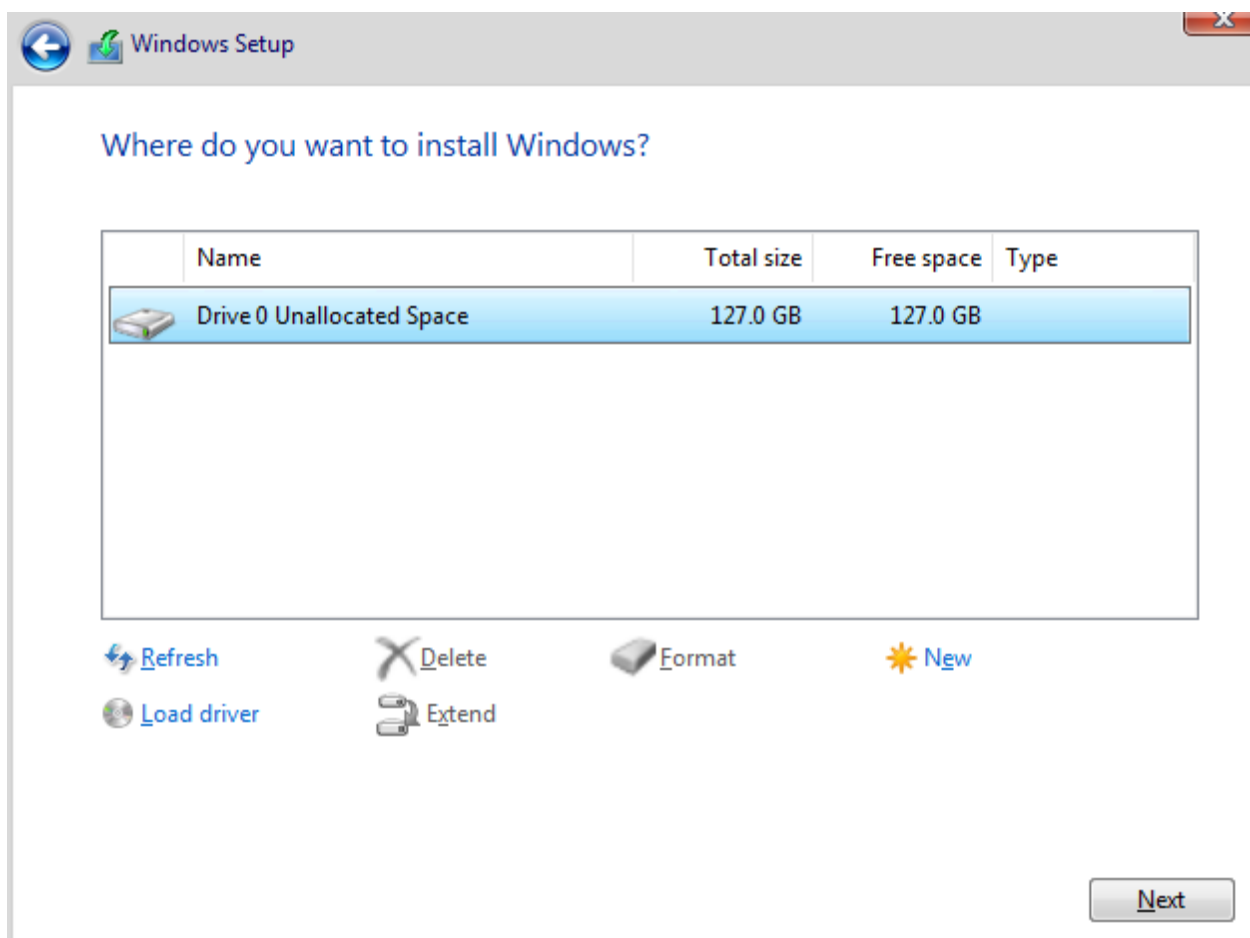 Windows Setup
Where do you want to install Windows?
Name Total size Free space Type
Drive 0 Unallocated Space 127.0 GB 127.0 GB
Refresh Delete Format New
Load driver Extend
Next